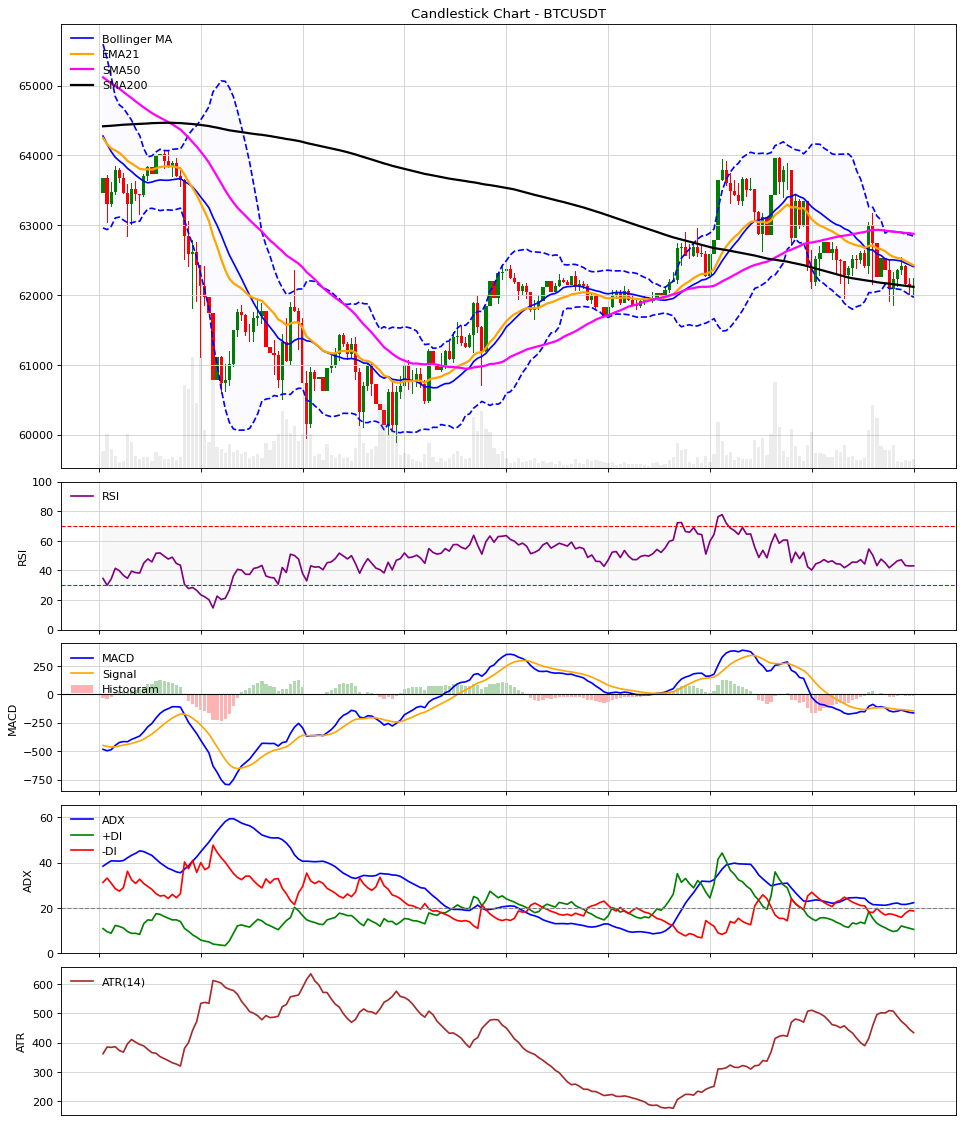 Candlestick Chart - BTCUSDT
Bollinger MA
EMA21
SMA50
SMA200
65000
64000
63000
62000
61000
60000
RSI
100
80
60
40
20
0
RSI
MACD
Signal
Histogram
250
0
−250
−500
−750
MACD
ADX
+DI
-DI
60
40
20
0
ADX
ATR(14)
600
500
400
300
200
ATR